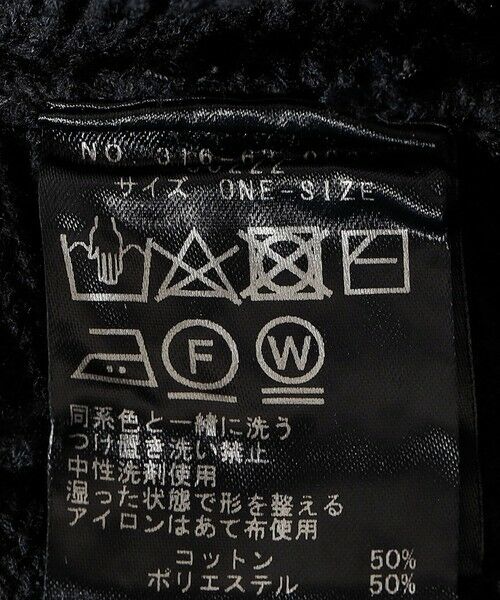 NO 316-622
サイズ ONE-SIZE
F W
同系色と一緒に洗う
つけ置き洗い禁止
中性洗剤使用
湿った状態で形を整える
アイロンはあて布使用
コットン 50%
ポリエステル 50%